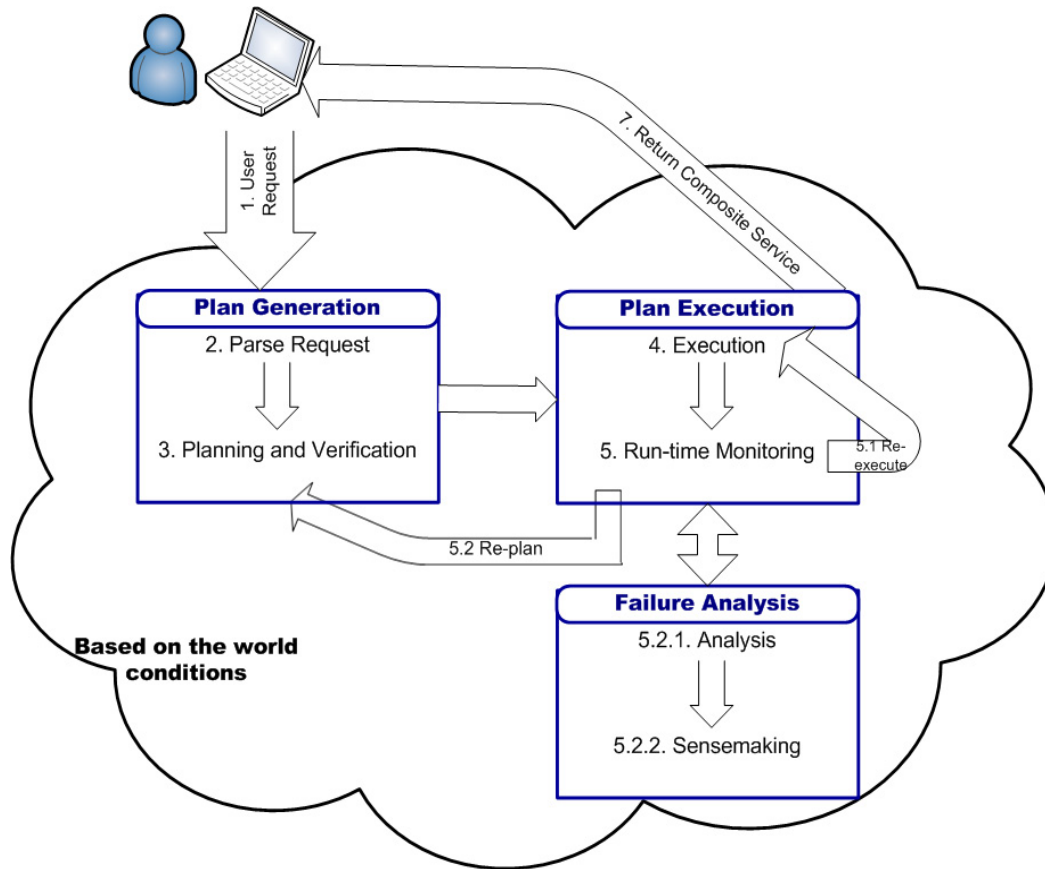 1. User
Request
7. Return Composite Service
Plan Generation
2. Parse Request
3. Planning and Verification
Plan Execution
4. Execution
5. Run-time Monitoring
5.1 Re-
execute
5.2 Re-plan
Failure Analysis
5.2.1. Analysis
5.2.2. Sensemaking
Based on the world
conditions